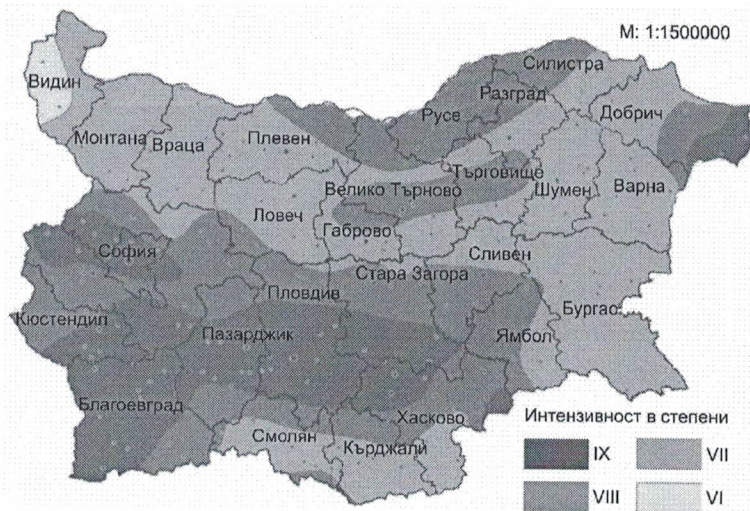 М: 1:1500000
Силистра
Видин
Разград
Русе
Добрич
Монтана
Враца
Плевен
Търговище
Велико Търново
Шумен
Варна
Ловеч
Габрово
София
Сливен
Стара Загора
Пловдив
Бургас
Кюстендил
Пазарджик
Ямбол
Благоевград
Хасково
Смолян
Кърджали
Интензивност в степени
IX
VII
VIII
VI